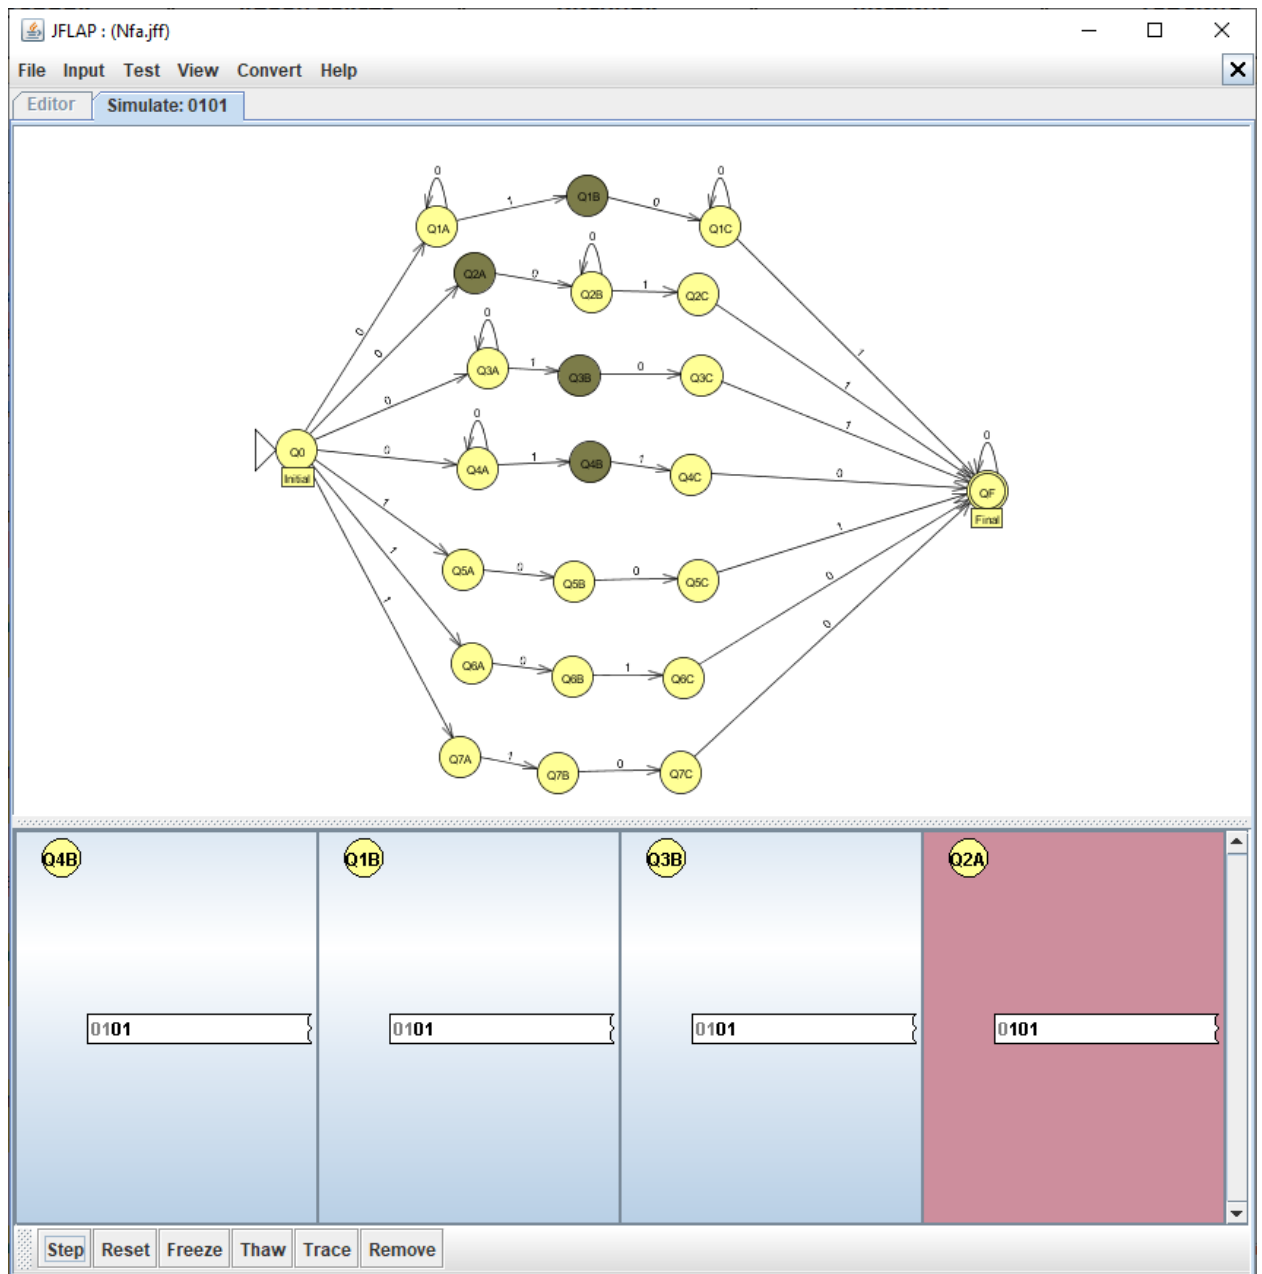 JFLAP : (Nfa.jff)
File Input Test View Convert Help
Editor Simulate: 0101
0 0
Q1A 1 Q1B 0 Q1C
0
Q2A 0 Q2B 1 Q2C
0
Q3A 1 Q3B 0 Q3C
0
Q4A 1 Q4B 1 Q4C
Q5A 0 Q5B 0 Q5C
Q6A 0 Q6B 1 Q6C
Q7A 1 Q7B 0 Q7C
0
0
0
0
1
1
1
Q0
Initial
1
1
1
0
1
0
0
0
QF
Final
Q4B Q1B Q3B Q2A
0101 0101 0101 0101
Step Reset Freeze Thaw Trace Remove